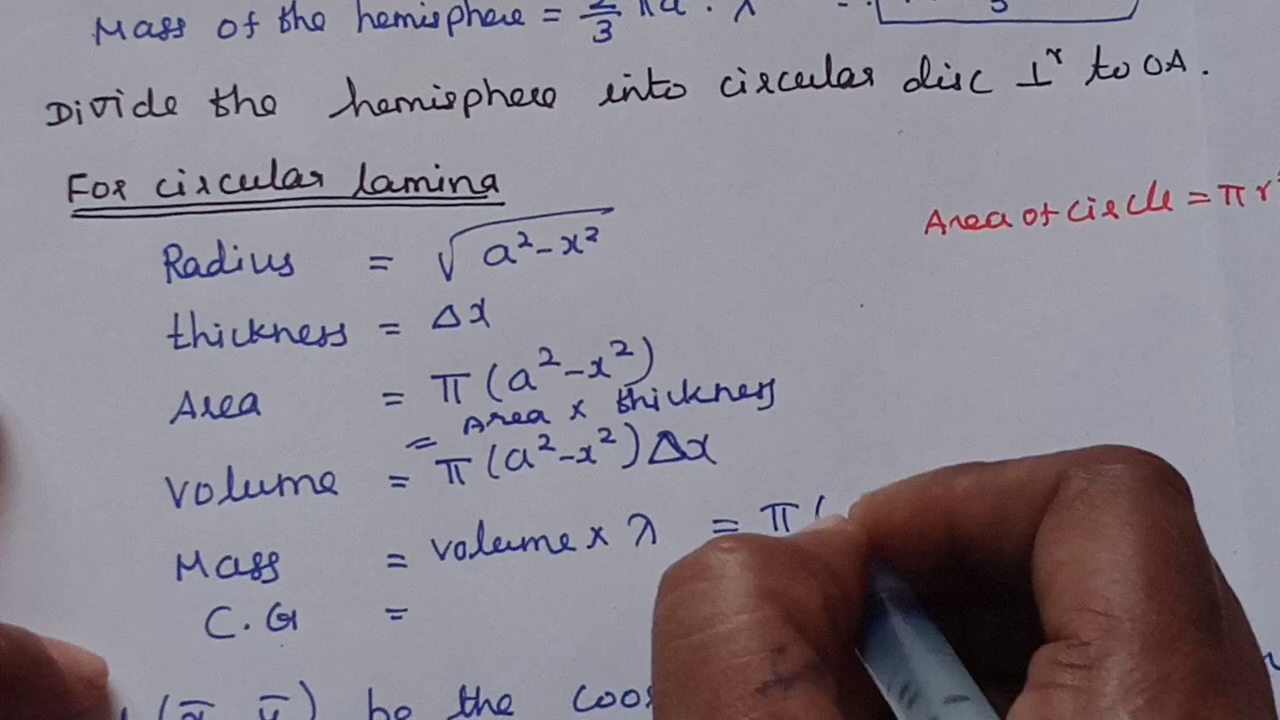 Mass of the hemisphere = 2/3 πa . λ
Divide the hemisphere into circular disc ⊥ʳ to OA.
For circular lamina
Area of circle = πr²
Radius = √(a²-x²)
thickness = Δx
Area = π(a²-x²)
= Area x thickness
Volume = π(a²-x²)Δx
Mass = volume x λ = π(
C.G =
(x̄ ȳ) be the